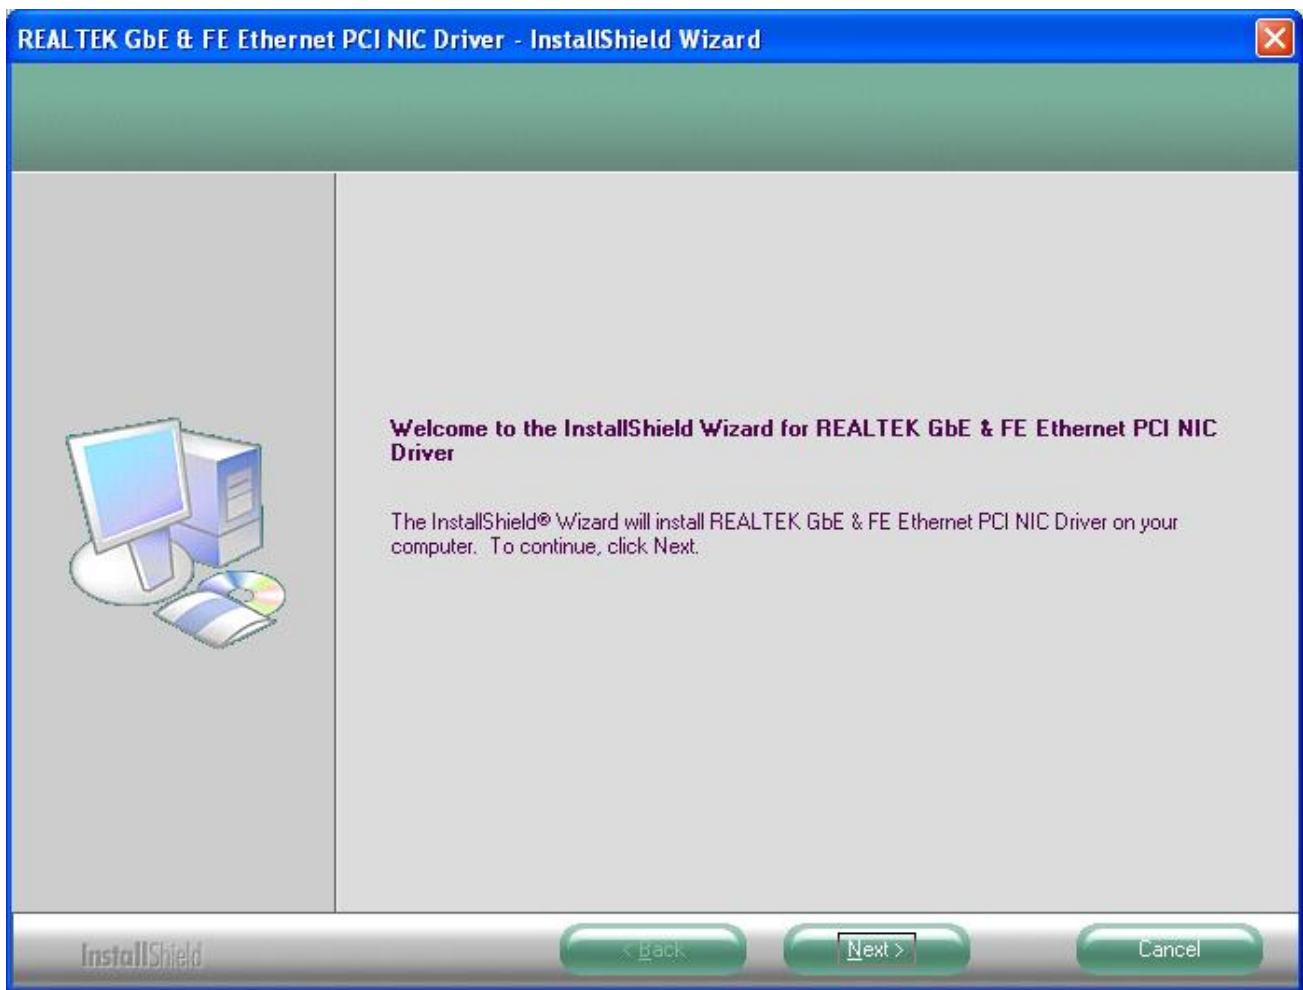 REALTEK GbE & FE Ethernet PCI NIC Driver - InstallShield Wizard
Welcome to the InstallShield Wizard for REALTEK GbE & FE Ethernet PCI NIC
Driver
The InstallShield® Wizard will install REALTEK GbE & FE Ethernet PCI NIC Driver on your
computer. To continue, click Next.
InstallShield
< Back
Next >
Cancel